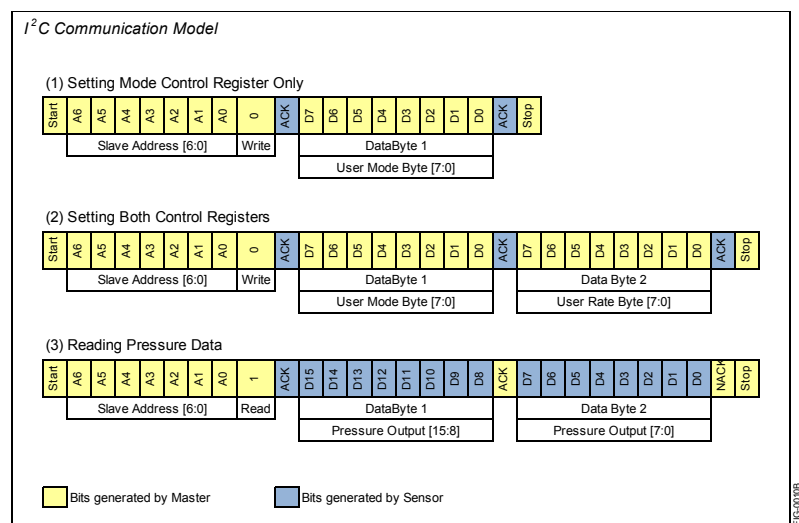 I²C Communication Model
(1) Setting Mode Control Register Only
Start A6 A5 A4 A3 A2 A1 A0 0 ACK D7 D6 D5 D4 D3 D2 D1 D0 ACK Stop
Slave Address [6:0] Write DataByte 1
User Mode Byte [7:0]
(2) Setting Both Control Registers
Start A6 A5 A4 A3 A2 A1 A0 0 ACK D7 D6 D5 D4 D3 D2 D1 D0 ACK D7 D6 D5 D4 D3 D2 D1 D0 ACK Stop
Slave Address [6:0] Write DataByte 1 Data Byte 2
User Mode Byte [7:0] User Rate Byte [7:0]
(3) Reading Pressure Data
Start A6 A5 A4 A3 A2 A1 A0 1 ACK D15 D14 D13 D12 D11 D10 D9 D8 ACK D7 D6 D5 D4 D3 D2 D1 D0 NACK Stop
Slave Address [6:0] Read DataByte 1 Data Byte 2
Pressure Output [15:8] Pressure Output [7:0]
Bits generated by Master Bits generated by Sensor